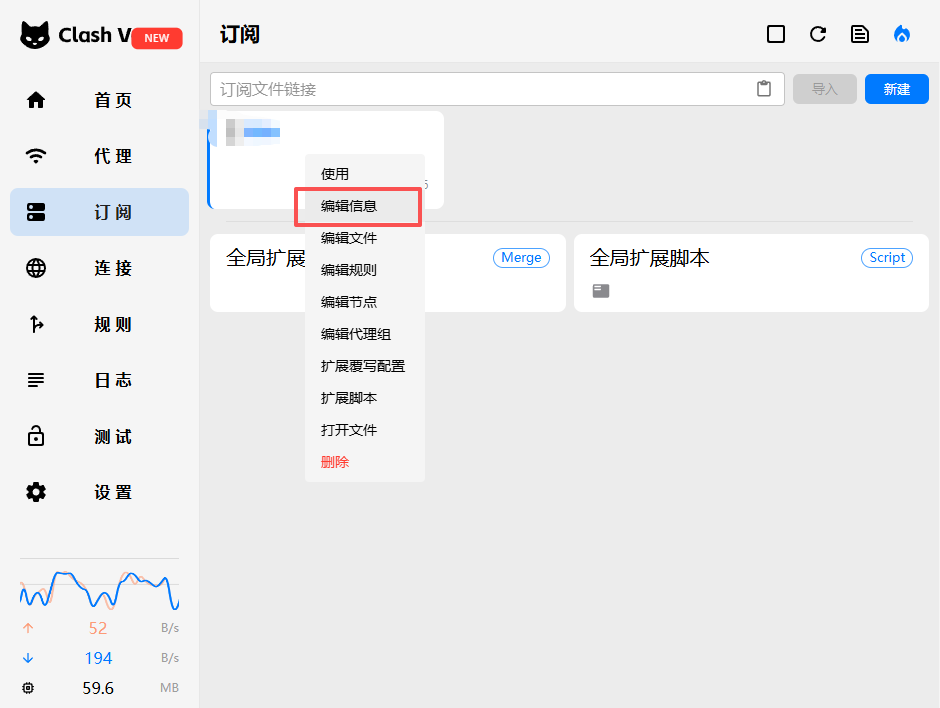 Clash V
NEW
首页
代理
订阅
连接
规则
日志
测试
设置
52 B/s
194 B/s
59.6 MB
订阅
订阅文件链接
导入
新建
使用
编辑信息
编辑文件
编辑规则
编辑节点
编辑代理组
扩展覆写配置
扩展脚本
打开文件
删除
全局扩展
Merge
全局扩展脚本
Script